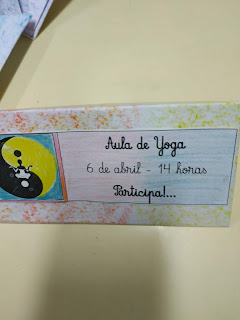 Aula de Yoga
6 de abril - 14 horas
Participa!...